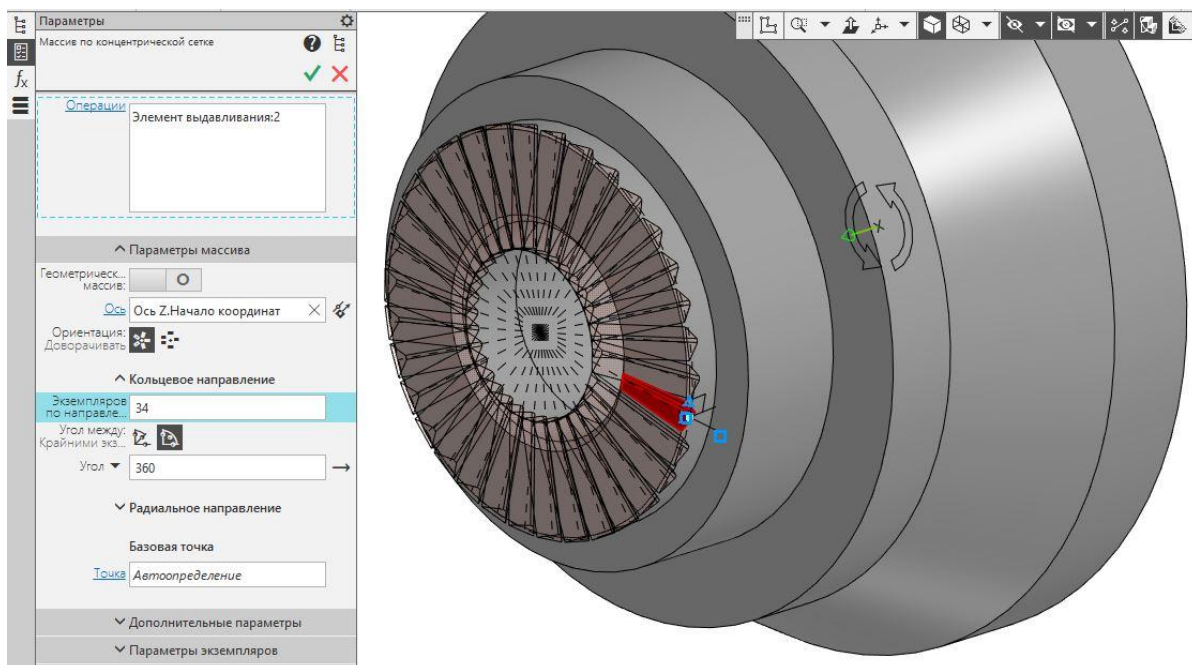 Параметры
Массив по концентрической сетке
Операции
Элемент выдавливания:2
Параметры массива
Геометрическ...
массив:
Ось
Ось Z.Начало координат
Ориентация:
Доворачивать
Кольцевое направление
Экземпляров
по направле...
34
Угол между:
Крайними экз...
Угол
360
Радиальное направление
Базовая точка
Точка
Автоопределение
Дополнительные параметры
Параметры экземпляров